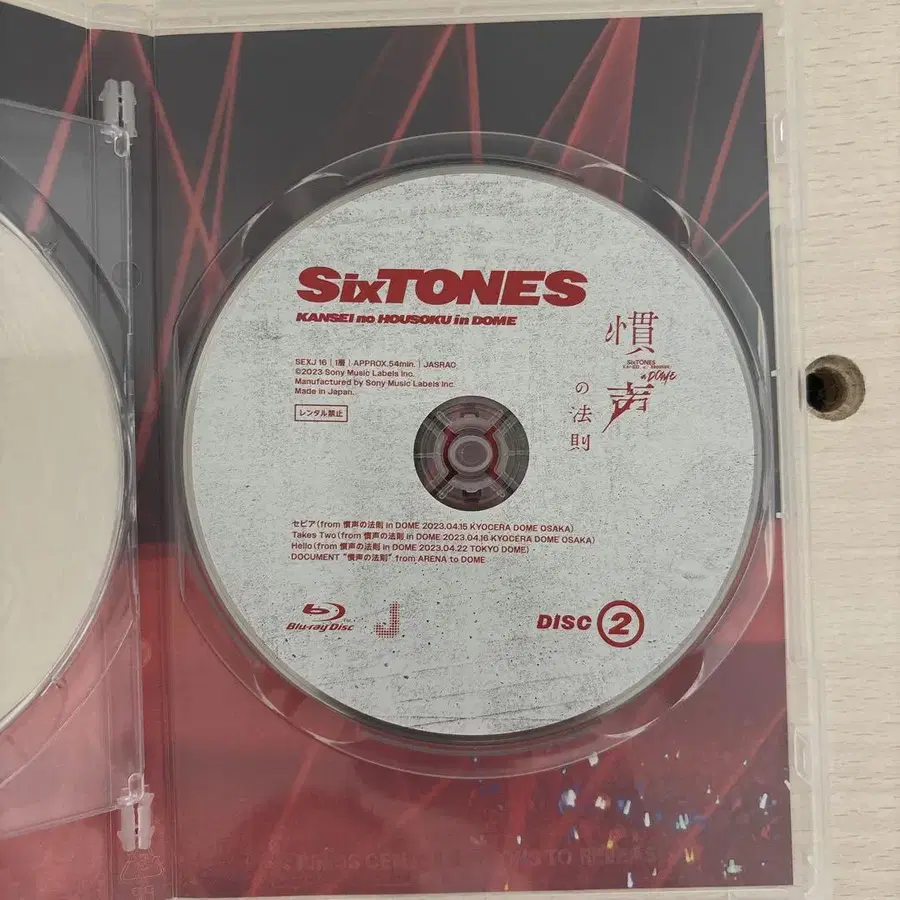 SixTONES
KANSEI no HOUSOKU in DOME
SEXJ 16 | 1層 | APPROX.54min. | JASRAC
©2023 Sony Music Labels Inc.
Manufactured by Sony Music Labels Inc.
Made in Japan.
レンタル禁止
慣声
SixTONES
in DOME
の法則
セピア(from 慣声の法則 in DOME 2023.04.15 KYOCERA DOME OSAKA)
Takes Two(from 慣声の法則 in DOME 2023.04.16 KYOCERA DOME OSAKA)
Hello(from 慣声の法則 in DOME 2023.04.22 TOKYO DOME)
DOCUMENT "慣声の法則" from ARENA to DOME
Blu-ray Disc
J
DISC 2